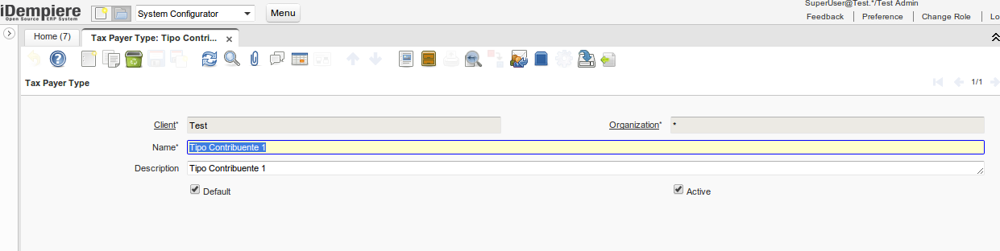 SuperUser@Test.*/Test Admin
iDempiere
Open Source ERP System
System Configurator
Menu
Feedback
Preference
Change Role
Lo
Home (7)
Tax Payer Type: Tipo Contri...
Tax Payer Type
1/1
Client*
Test
Organization*
*
Name*
Tipo Contribuente 1
Description
Tipo Contribuente 1
Default
Active